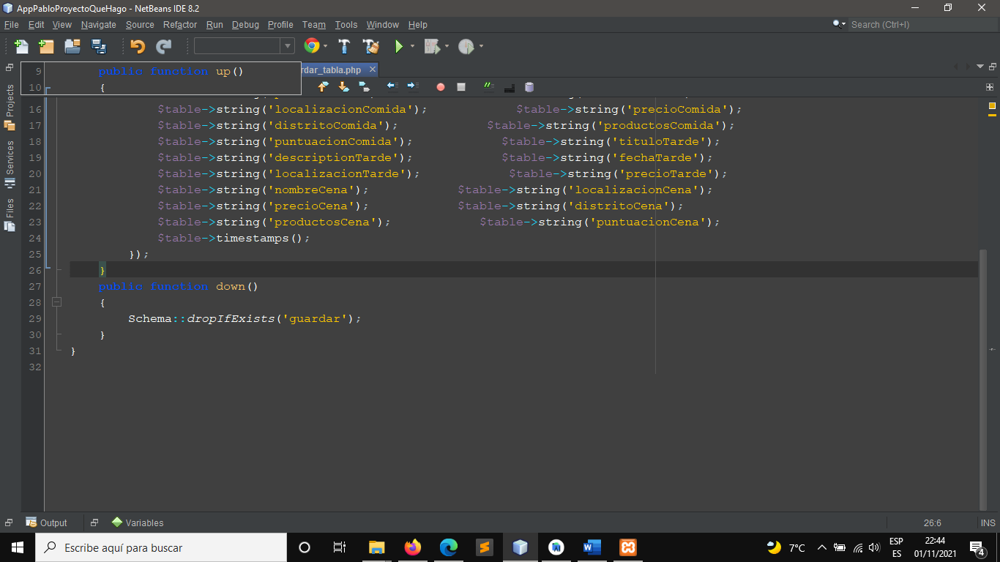 AppPabloProyectoQueHago - NetBeans IDE 8.2
File Edit View Navigate Source Refactor Run Debug Profile Team Tools Window Help
Search (Ctrl+I)
rdar_tabla.php
9 public function up()
10 {
16 $table->string('localizacionComida'); $table->string('precioComida');
17 $table->string('distritoComida'); $table->string('productosComida');
18 $table->string('puntuacionComida'); $table->string('tituloTarde');
19 $table->string('descriptionTarde'); $table->string('fechaTarde');
20 $table->string('localizacionTarde'); $table->string('precioTarde');
21 $table->string('nombreCena'); $table->string('localizacionCena');
22 $table->string('precioCena'); $table->string('distritoCena');
23 $table->string('productosCena'); $table->string('puntuacionCena');
24 $table->timestamps();
25 });
26 }
27 public function down()
28 {
29 Schema::dropIfExists('guardar');
30 }
31 }
32
Projects
Services
Files
Output Variables
26:6 INS
Escribe aquí para buscar
7°C
ESP
ES
22:44
01/11/2021
4